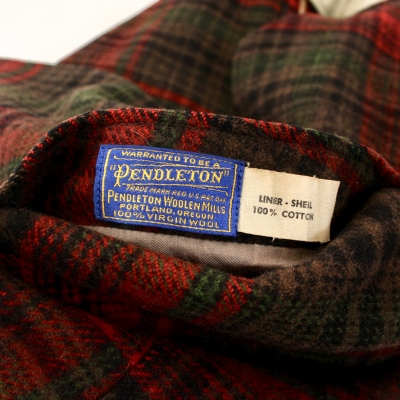 WARRANTED TO BE A
"PENDLETON"
TRADE MARK REG U.S. PAT. OFF.
PENDLETON WOOLEN MILLS
PORTLAND, OREGON
100% VIRGIN WOOL
LINER - SHELL
100% COTTON